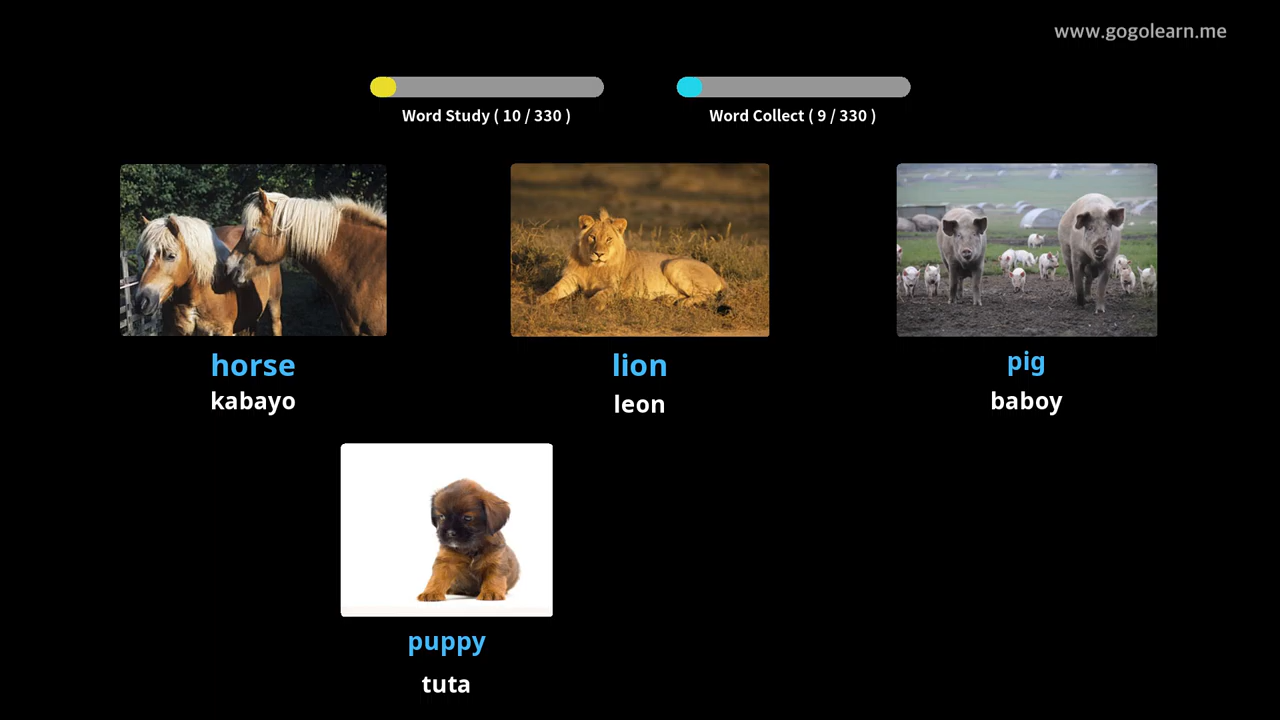 www.gogolearn.me
Word Study ( 10 / 330 )
Word Collect ( 9 / 330 )
horse
kabayo
lion
leon
pig
baboy
puppy
tuta